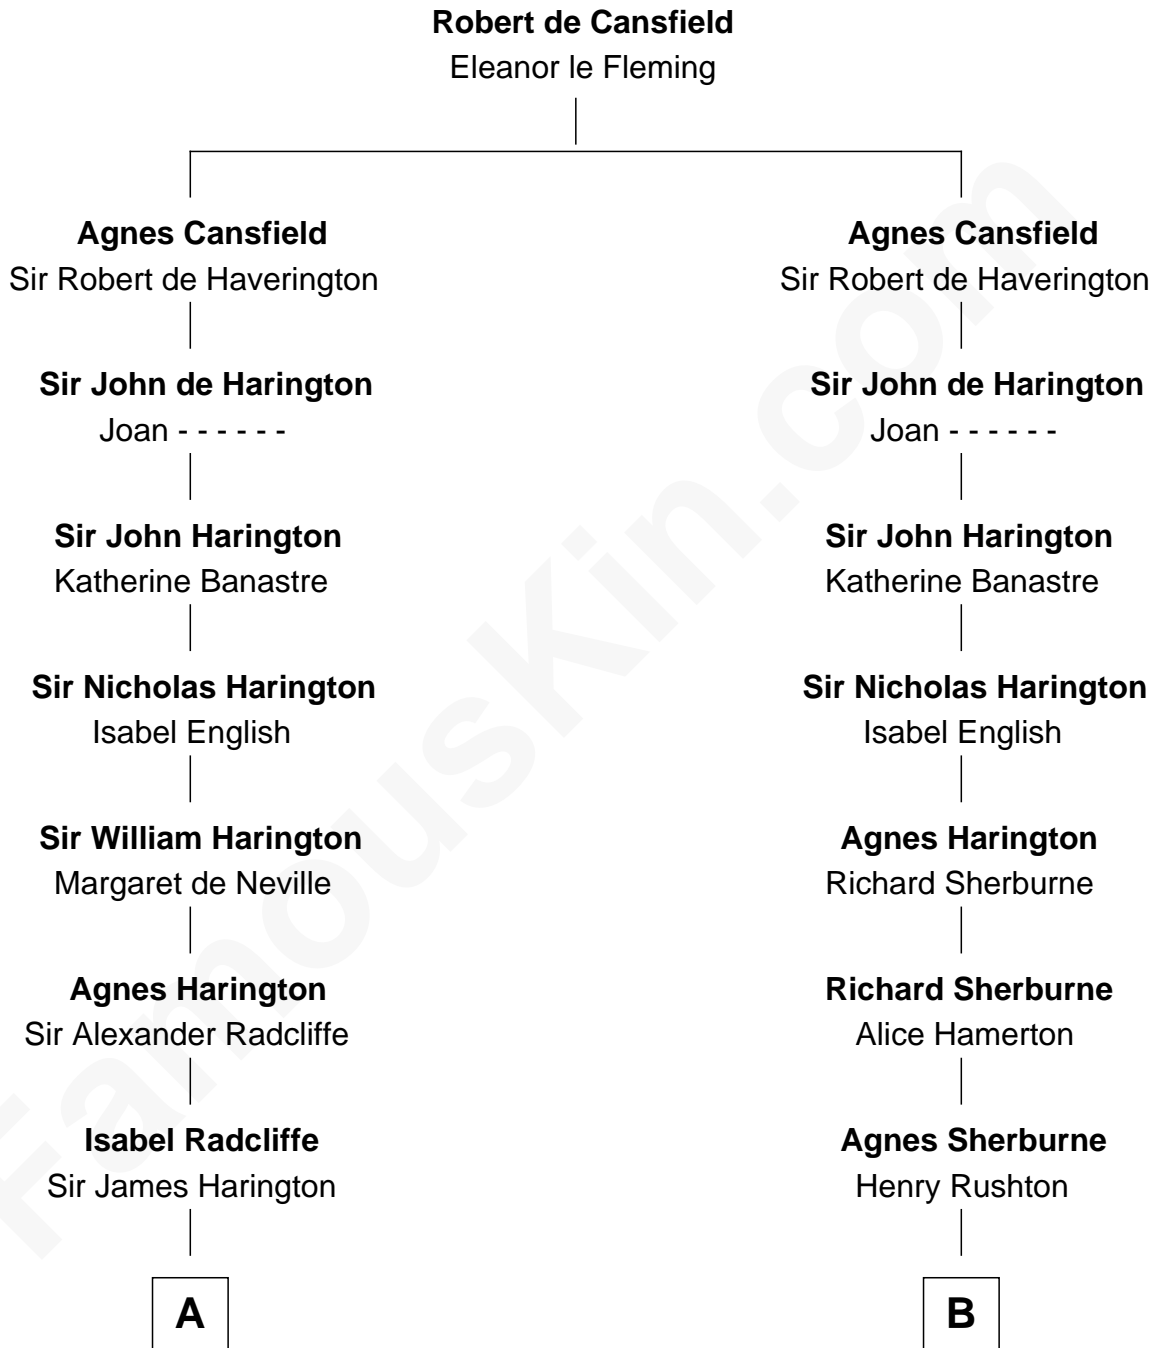 Robert de Cansfield
Eleanor le Fleming
Agnes Cansfield
Sir Robert de Haverington
Sir John de Harington
Joan - - - - - -
Sir John Harington
Katherine Banastre
Sir Nicholas Harington
Isabel English
Sir William Harington
Margaret de Neville
Agnes Harington
Sir Alexander Radcliffe
Isabel Radcliffe
Sir James Harington
A
Agnes Cansfield
Sir Robert de Haverington
Sir John de Harington
Joan - - - - - -
Sir John Harington
Katherine Banastre
Sir Nicholas Harington
Isabel English
Agnes Harington
Richard Sherburne
Richard Sherburne
Alice Hamerton
Agnes Sherburne
Henry Rushton
B
FamousKin.com